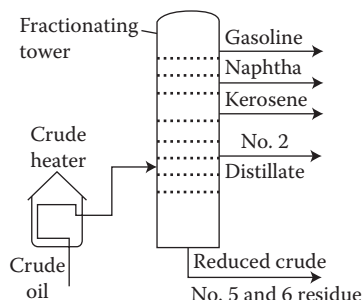 Fractionating
tower
Gasoline
Naphtha
Kerosene
No. 2
Distillate
Crude
heater
Crude
oil
Reduced crude
No. 5 and 6 residue